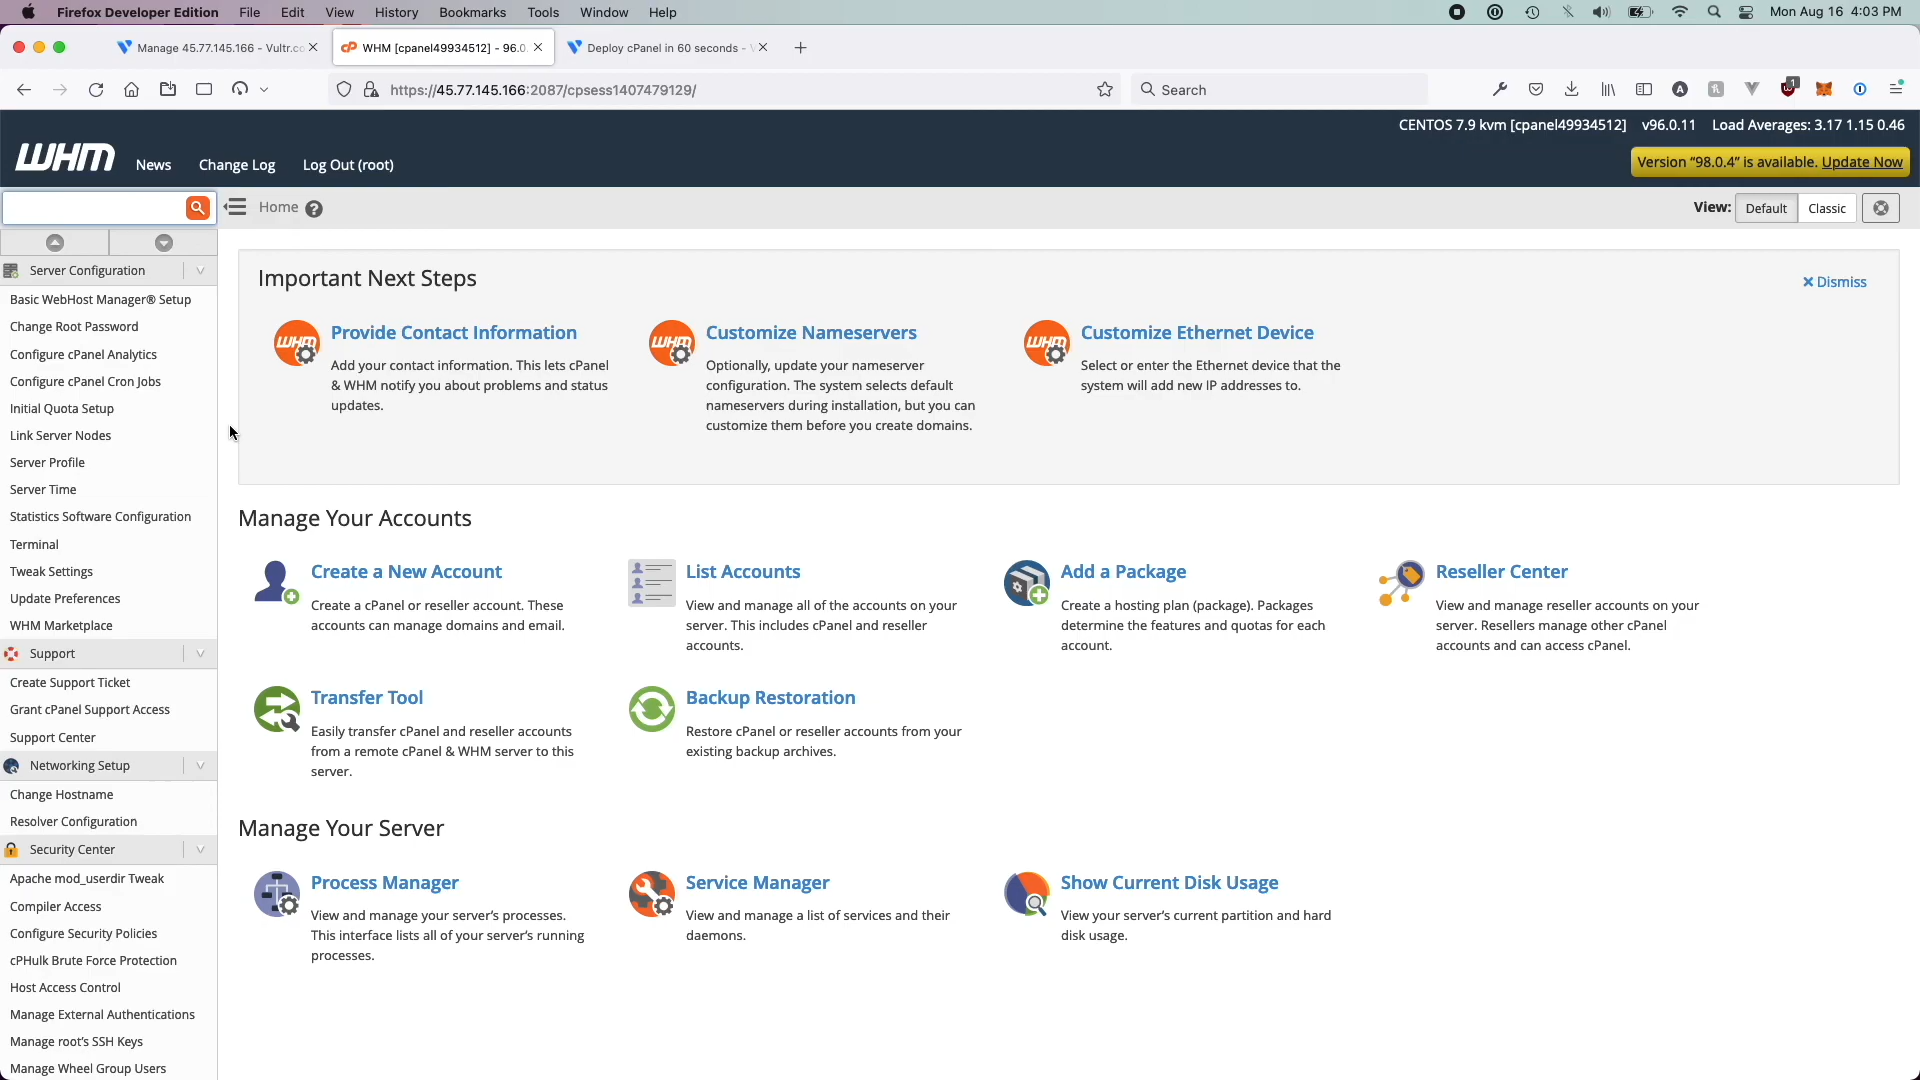 Firefox Developer Edition File Edit View History Bookmarks Tools Window Help Mon Aug 16 4:03 PM
Manage 45.77.145.166 - Vultr.co WHM [cpanel49934512] - 96.0. Deploy cPanel in 60 seconds -
https://45.77.145.166:2087/cpsess1407479129/ Search
CENTOS 7.9 kvm [cpanel49934512] v96.0.11 Load Averages: 3.17 1.15 0.46
WHM News Change Log Log Out (root) Version “98.0.4” is available. Update Now
Home View: Default Classic
Server Configuration
Basic WebHost Manager® Setup
Change Root Password
Configure cPanel Analytics
Configure cPanel Cron Jobs
Initial Quota Setup
Link Server Nodes
Server Profile
Server Time
Statistics Software Configuration
Terminal
Tweak Settings
Update Preferences
WHM Marketplace
Support
Create Support Ticket
Grant cPanel Support Access
Support Center
Networking Setup
Change Hostname
Resolver Configuration
Security Center
Apache mod_userdir Tweak
Compiler Access
Configure Security Policies
cPHulk Brute Force Protection
Host Access Control
Manage External Authentications
Manage root’s SSH Keys
Manage Wheel Group Users
Important Next Steps
Dismiss
Provide Contact Information
Add your contact information. This lets cPanel
& WHM notify you about problems and status
updates.
Customize Nameservers
Optionally, update your nameserver
configuration. The system selects default
nameservers during installation, but you can
customize them before you create domains.
Customize Ethernet Device
Select or enter the Ethernet device that the
system will add new IP addresses to.
Manage Your Accounts
Create a New Account
Create a cPanel or reseller account. These
accounts can manage domains and email.
List Accounts
View and manage all of the accounts on your
server. This includes cPanel and reseller
accounts.
Add a Package
Create a hosting plan (package). Packages
determine the features and quotas for each
account.
Reseller Center
View and manage reseller accounts on your
server. Resellers manage other cPanel
accounts and can access cPanel.
Transfer Tool
Easily transfer cPanel and reseller accounts
from a remote cPanel & WHM server to this
server.
Backup Restoration
Restore cPanel or reseller accounts from your
existing backup archives.
Manage Your Server
Process Manager
View and manage your server’s processes.
This interface lists all of your server’s running
processes.
Service Manager
View and manage a list of services and their
daemons.
Show Current Disk Usage
View your server’s current partition and hard
disk usage.